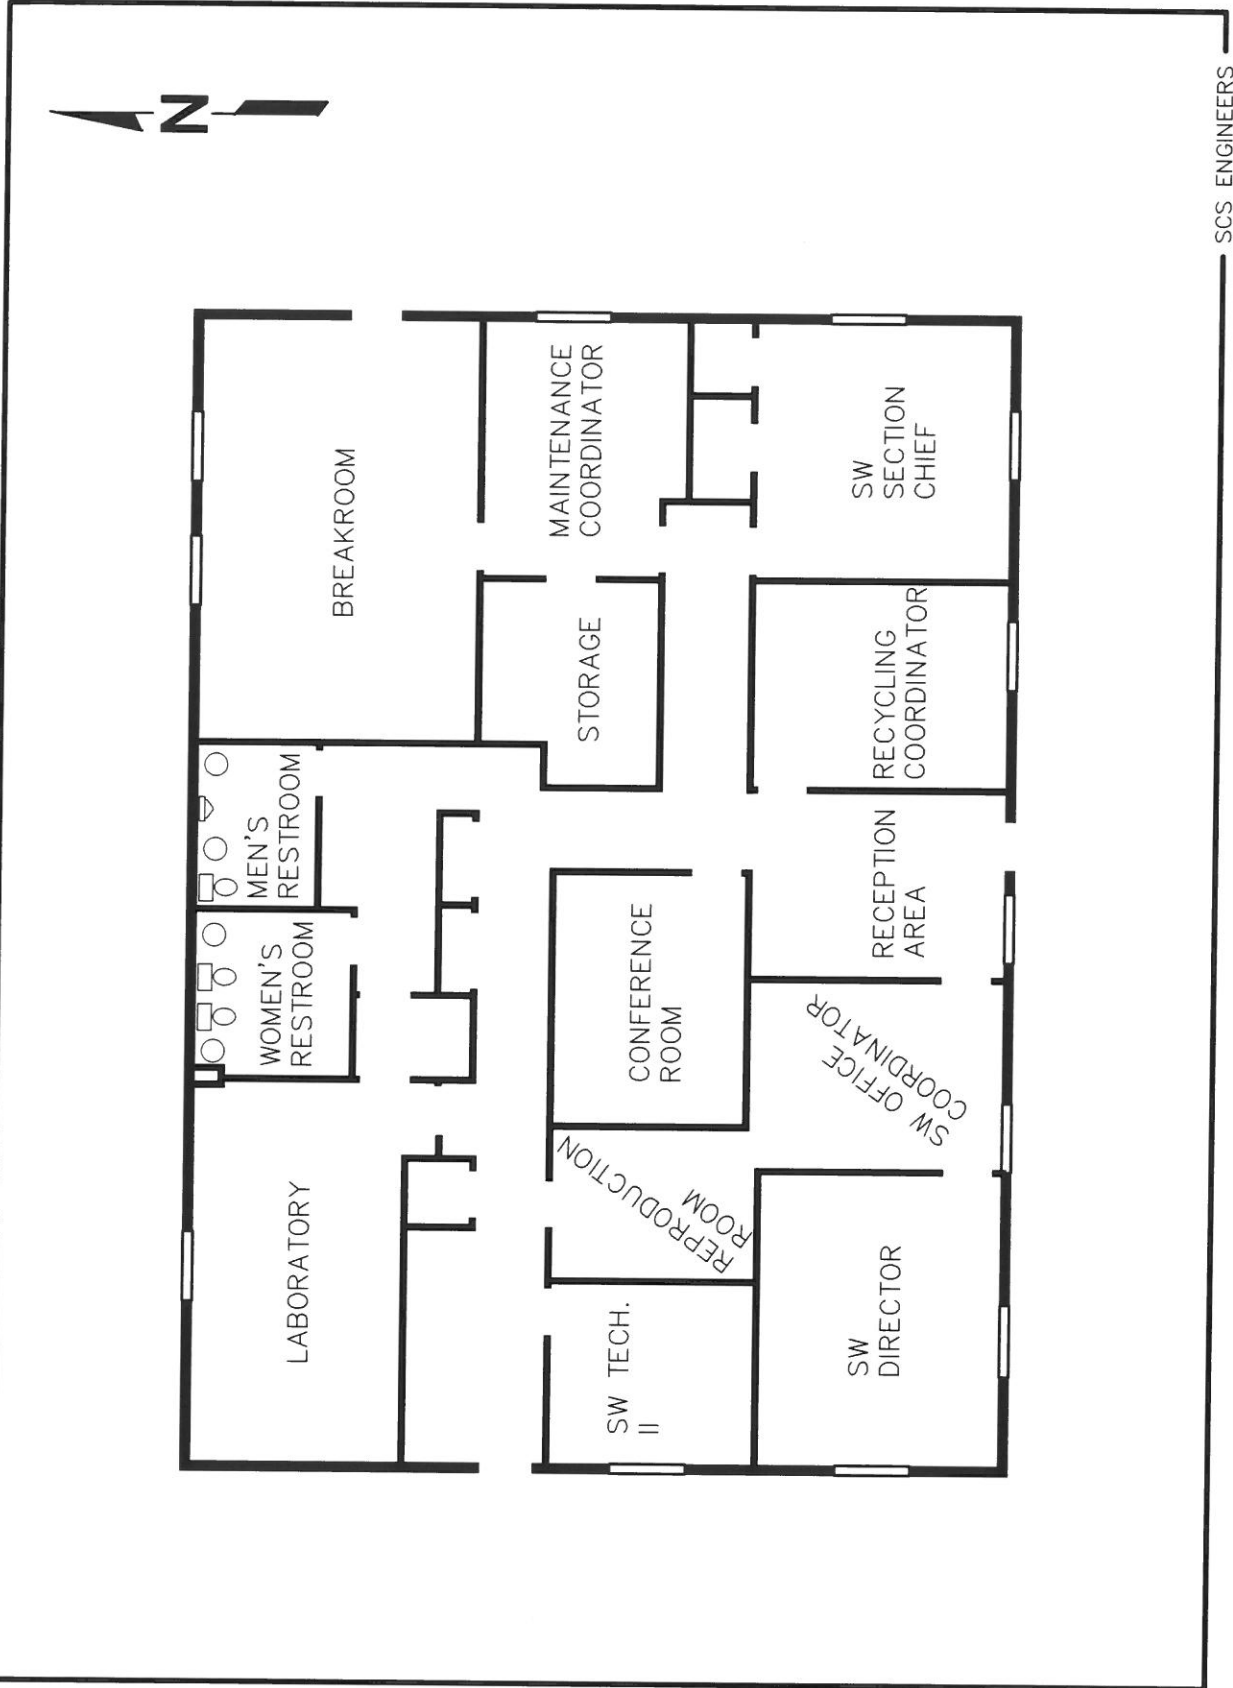 N
LABORATORY
WOMEN'S
RESTROOM
MEN'S
RESTROOM
BREAKROOM
SW TECH.
II
REPRODUCTION
ROOM
CONFERENCE
ROOM
STORAGE
MAINTENANCE
COORDINATOR
SW
DIRECTOR
SW OFFICE
COORDINATOR
RECEPTION
AREA
RECYCLING
COORDINATOR
SW
SECTION
CHIEF
SCS ENGINEERS